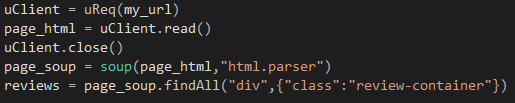 uClient = uReq(my_url)
page_html = uClient.read()
uClient.close()
page_soup = soup(page_html,"html.parser")
reviews = page_soup.findAll("div",{"class":"review-container"})